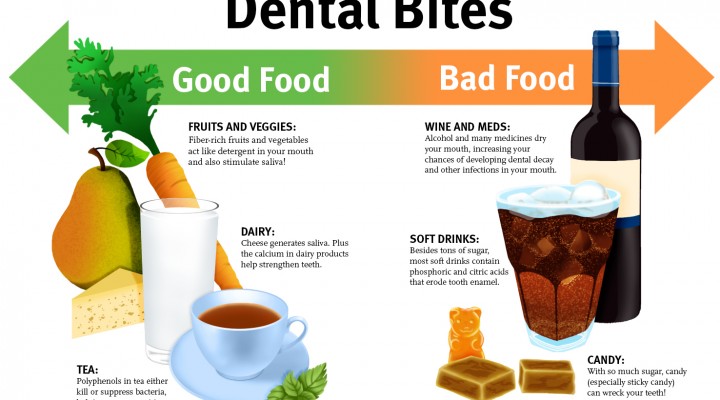 Dental Bites
Good Food
Bad Food
FRUITS AND VEGGIES:
Fiber-rich fruits and vegetables
act like detergent in your mouth
and also stimulate saliva!
WINE AND MEDS:
Alcohol and many medicines dry
your mouth, increasing your
chances of developing dental decay
and other infections in your mouth.
DAIRY:
Cheese generates saliva. Plus
the calcium in dairy products
help strengthen teeth.
SOFT DRINKS:
Besides tons of sugar,
most soft drinks contain
phosphoric and citric acids
that erode tooth enamel.
TEA:
Polyphenols in tea either
kill or suppress bacteria,
CANDY:
With so much sugar, candy
(especially sticky candy)
can wreck your teeth!